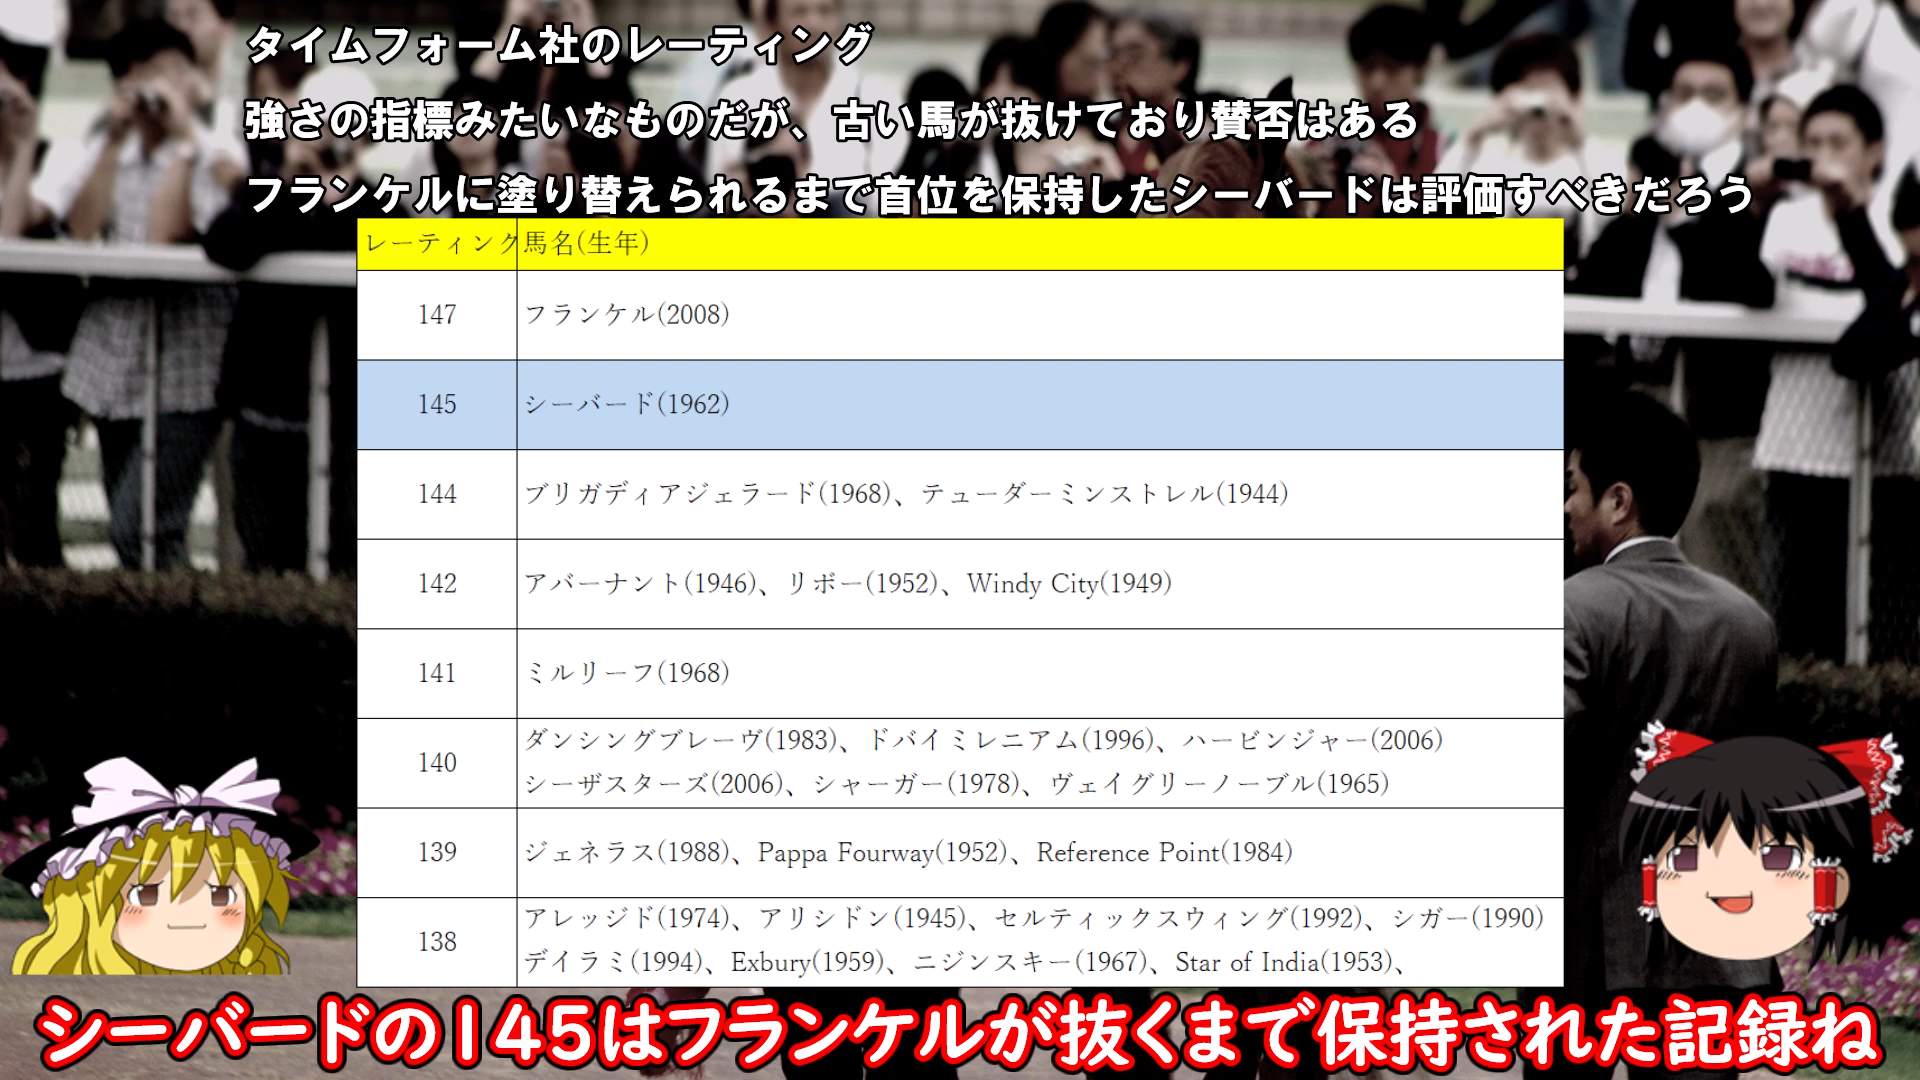 タイムフォーム社のレーティング
強さの指標みたいなものだが、古い馬が抜けており賛否はある
フランケルに塗り替えられるまで首位を保持したシーバードは評価すべきだろう
レーティング 馬名(生年)
147 フランケル(2008)
145 シーバード(1962)
144 ブリガディアジェラード(1968)、テューダーミンストレル(1944)
142 アバーナント(1946)、リボー(1952)、Windy City(1949)
141 ミルリーフ(1968)
140 ダンシングブレーヴ(1983)、ドバイミレニアム(1996)、ハービンジャー(2006)
シーザスターズ(2006)、シャーガー(1978)、ヴェイグリーノーブル(1965)
139 ジェネラス(1988)、Pappa Fourway(1952)、Reference Point(1984)
138 アレッジド(1974)、アリシドン(1945)、セルティックスウィング(1992)、シガー(1990)
デイラミ(1994)、Exbury(1959)、ニジンスキー(1967)、Star of India(1953)、
シーバードの145はフランケルが抜くまで保持された記録ね